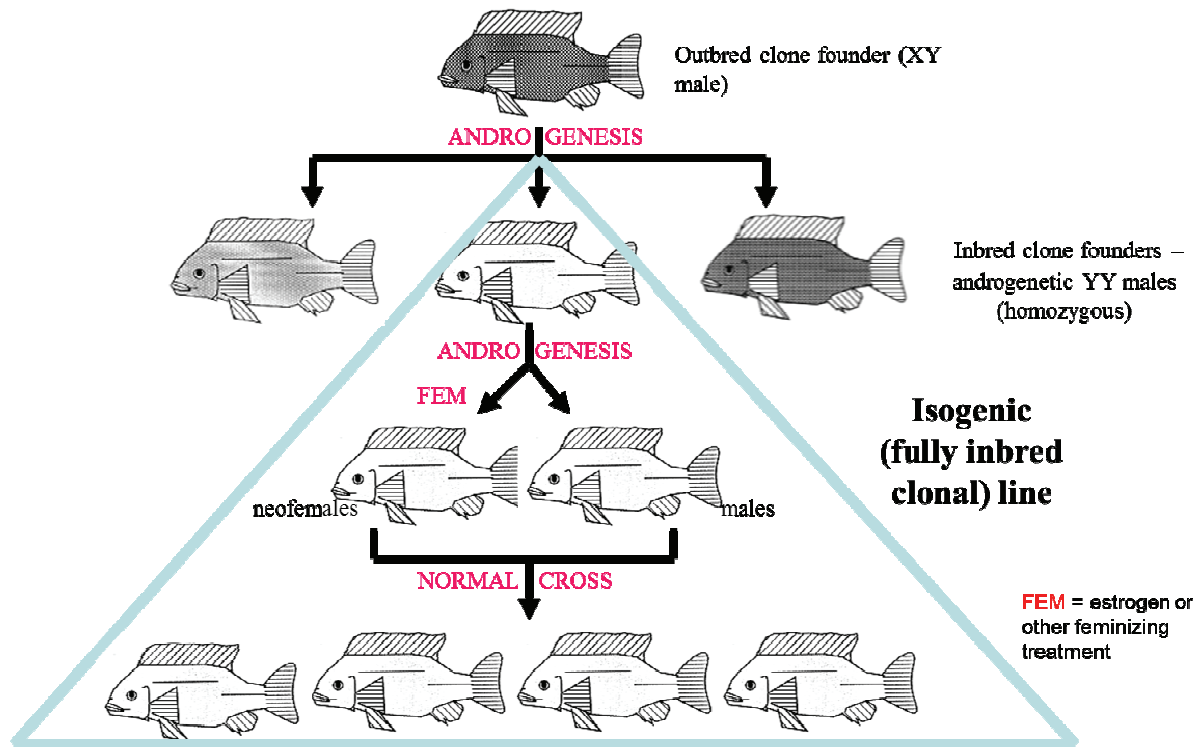 Outbred clone founder (XY
male)
ANDRO GENESIS
Inbred clone founders –
androgenetic YY males
(homozygous)
ANDRO GENESIS
FEM
Isogenic
(fully inbred
clonal) line
neofemales
males
NORMAL CROSS
FEM = estrogen or
other feminizing
treatment